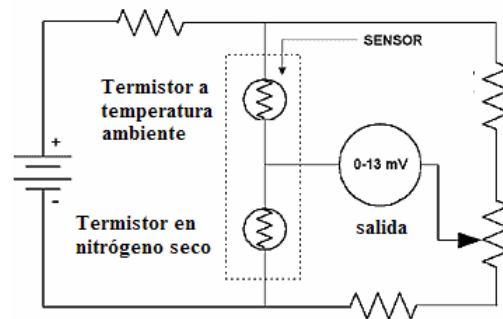 SENSOR
Termistor a
temperatura
ambiente
+
0-13 mV
-
Termistor en
nitrógeno seco
salida